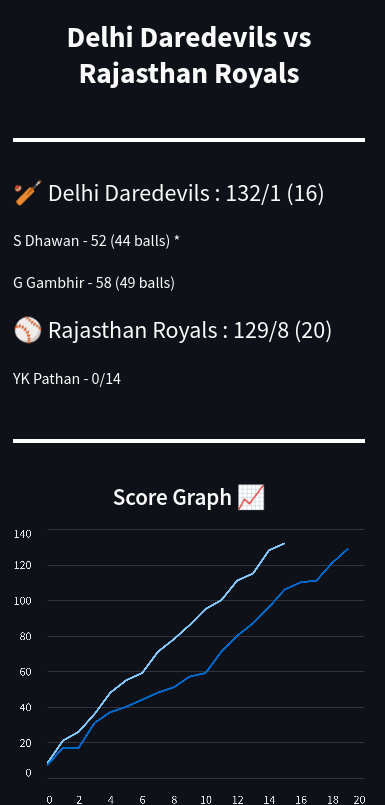 Delhi Daredevils vs
Rajasthan Royals
🏏 Delhi Daredevils : 132/1 (16)
S Dhawan - 52 (44 balls) *
G Gambhir - 58 (49 balls)
⚾ Rajasthan Royals : 129/8 (20)
YK Pathan - 0/14
Score Graph 📈
140
120
100
80
60
40
20
0
0 2 4 6 8 10 12 14 16 18 20